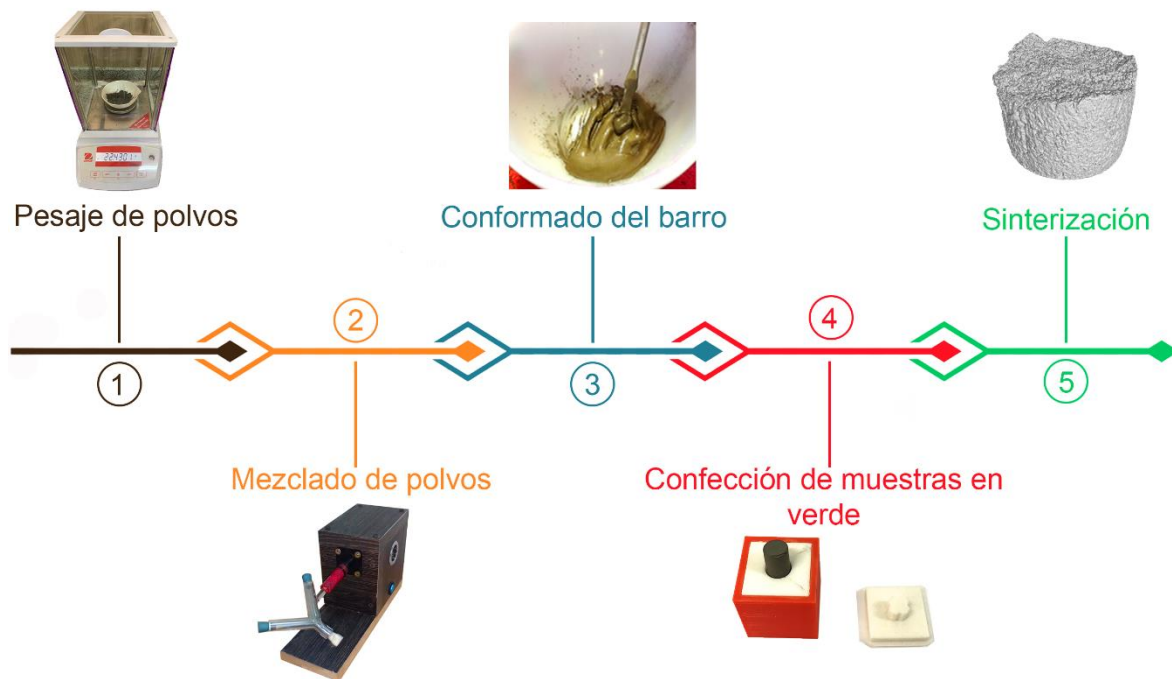 Pesaje de polvos
1
2
Mezclado de polvos
Conformado del barro
3
4
Confección de muestras en
verde
Sinterización
5